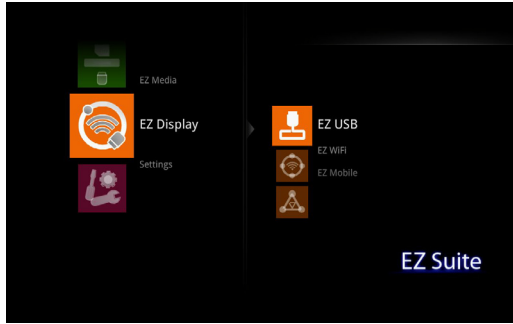 EZ Media
EZ Display
Settings
EZ USB
EZ WiFi
EZ Mobile
EZ Suite